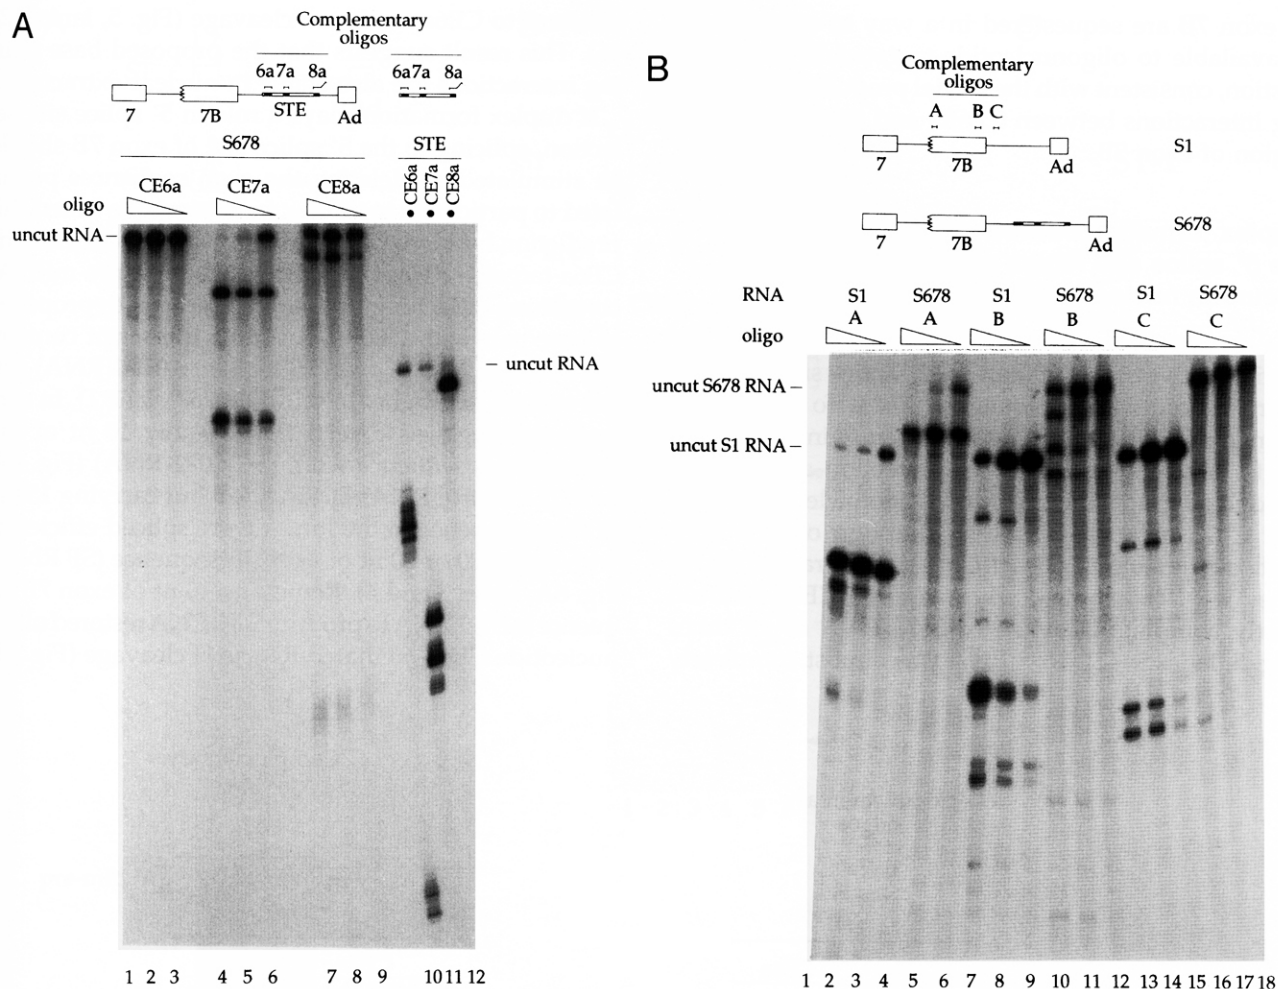 A
Complementary
oligos
6a 7a 8a
6a 7a 8a
7 7B STE Ad
S678 STE
CE6a CE7a CE8a
CE6a
CE7a
CE8a
oligo
uncut RNA
uncut RNA
1 2 3 4 5 6 7 8 9 10 11 12
B
Complementary
oligos
A B C
S1
7 7B Ad
S678
7 7B Ad
RNA S1 S678 S1 S678 S1 S678
oligo A A B B C C
uncut S678 RNA
uncut S1 RNA
1 2 3 4 5 6 7 8 9 10 11 12 13 14 15 16 17 18